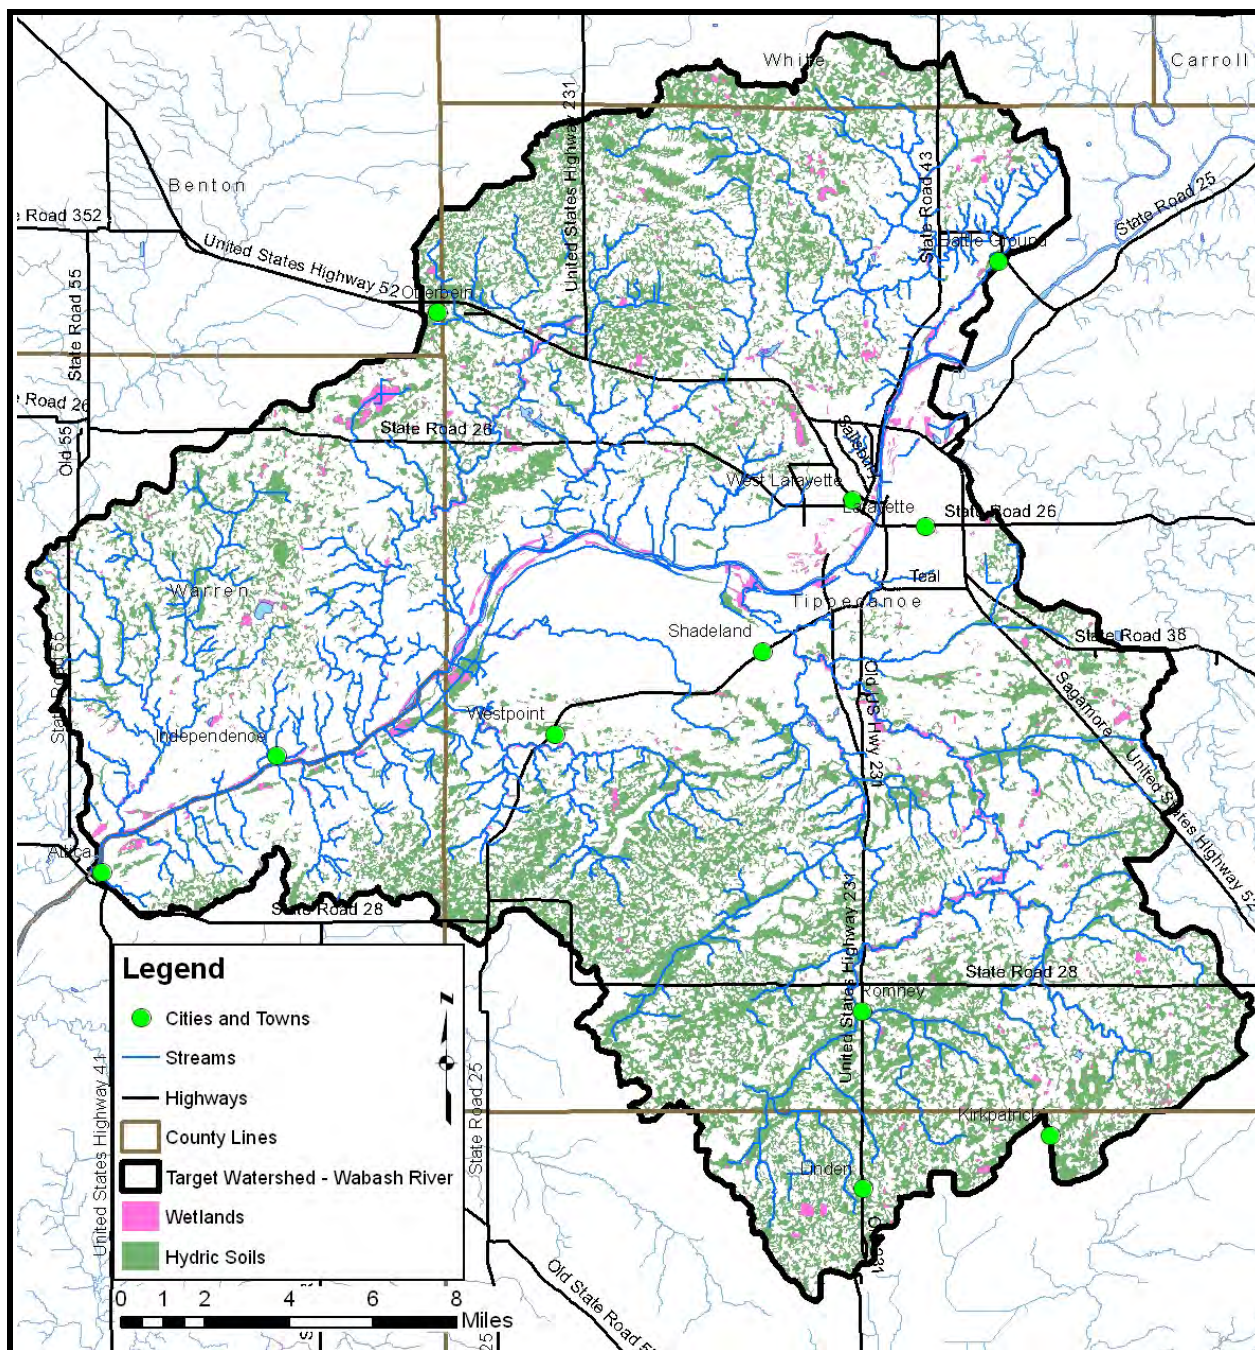 White
Carroll
United States Highway 231
State Road 43
State Road 25
Benton
e Road 352
United States Highway 52
Battle Ground
Otterbein
State Road 55
e Road 26
Old 55
State Road 26
Salisbury
West Lafayette
Lafayette
State Road 26
Teal
Warren
Tippecanoe
Shadeland
State Road 38
State Road 55
Sagamore
Old US Hwy 231
Westpoint
Independence
United States Highway 52
Attica
State Road 28
United States Highway 231
State Road 28
Romney
Kirkpatrick
Linden
Legend
Cities and Towns
Streams
Highways
County Lines
Target Watershed - Wabash River
Wetlands
Hydric Soils
N
United States Highway 41
State Road 25
0 1 2 4 6 8
Miles